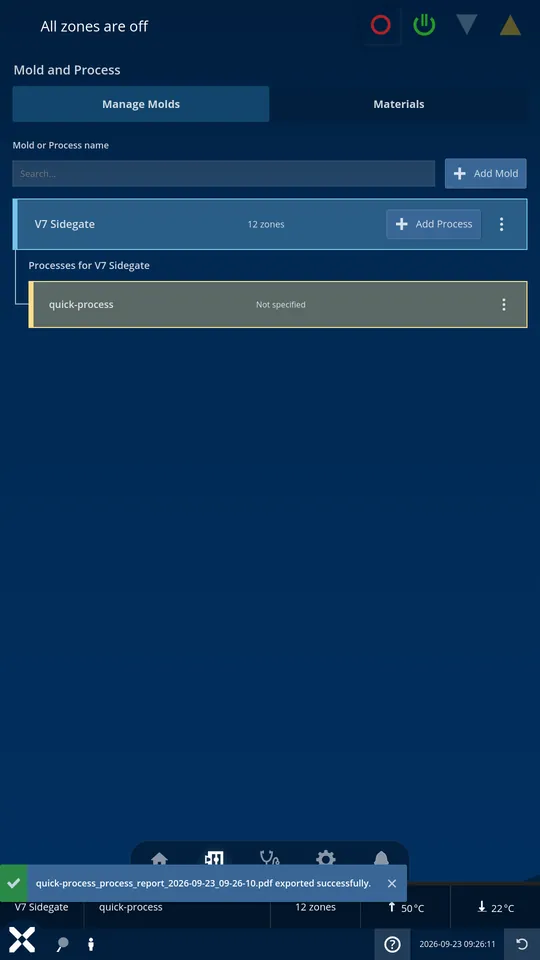 All zones are off
Mold and Process
Manage Molds
Materials
Mold or Process name
Search...
Add Mold
V7 Sidegate
12 zones
Add Process
Processes for V7 Sidegate
quick-process
Not specified
quick-process_process_report_2026-09-23_09-26-10.pdf exported successfully.
V7 Sidegate
quick-process
12 zones
50°C
22°C
2026-09-23 09:26:11